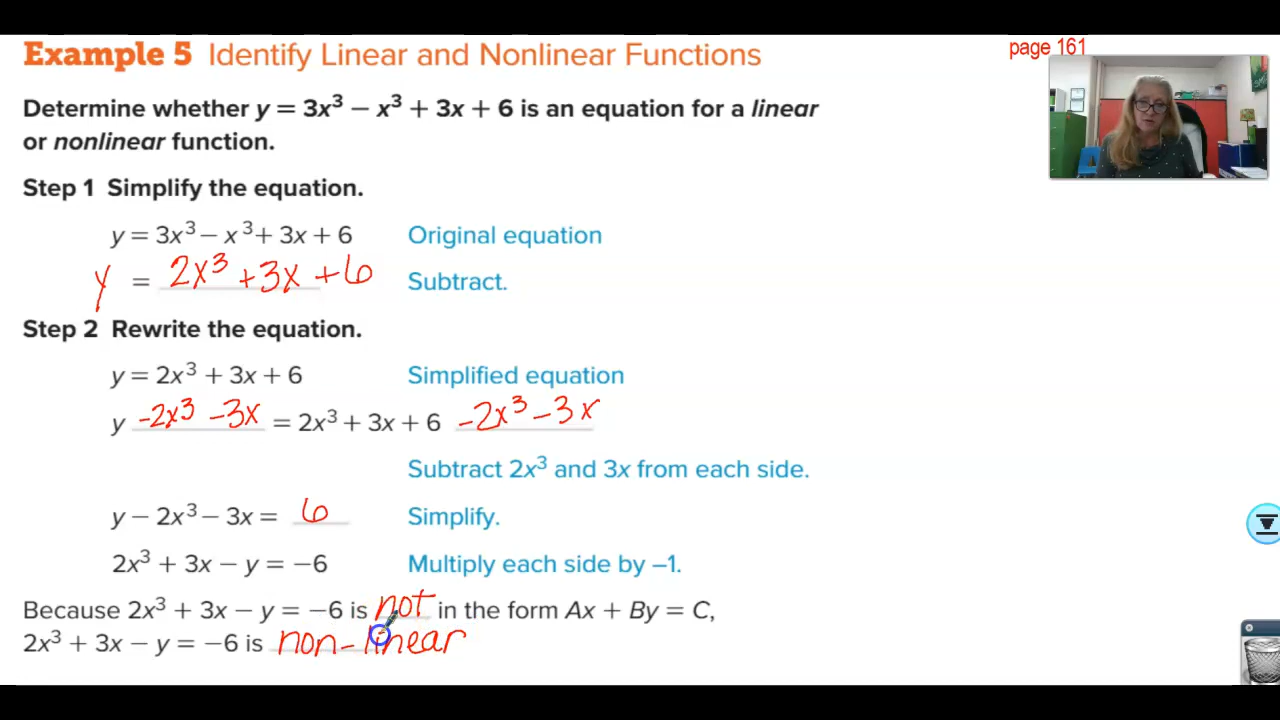 Example 5 Identify Linear and Nonlinear Functions
page 161
Determine whether y = 3x³ − x³ + 3x + 6 is an equation for a linear
or nonlinear function.
Step 1 Simplify the equation.
y = 3x³ − x³ + 3x + 6 Original equation
y = 2x³ + 3x + 6 Subtract.
Step 2 Rewrite the equation.
y = 2x³ + 3x + 6 Simplified equation
y −2x³ −3x = 2x³ + 3x + 6 −2x³ − 3x
Subtract 2x³ and 3x from each side.
y − 2x³ − 3x = 6 Simplify.
2x³ + 3x − y = −6 Multiply each side by −1.
Because 2x³ + 3x − y = −6 is not in the form Ax + By = C,
2x³ + 3x − y = −6 is non-linear